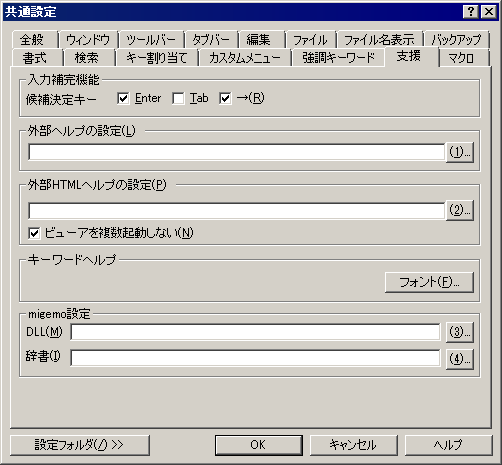 共通設定
全般 ウィンドウ ツールバー タブバー 編集 ファイル ファイル名表示 バックアップ
書式 検索 キー割り当て カスタムメニュー 強調キーワード 支援 マクロ
入力補完機能
候補決定キー Enter Tab →(R)
外部ヘルプの設定(L)
(1)...
外部HTMLヘルプの設定(P)
(2)...
ビューアを複数起動しない(N)
キーワードヘルプ
フォント(F)...
migemo設定
DLL(M) (3)...
辞書(I) (4)...
設定フォルダ(/) >> OK キャンセル ヘルプ